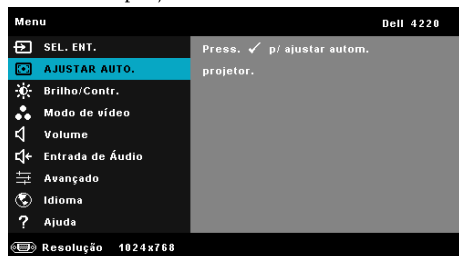 Menu Dell 4220
SEL. ENT.
AJUSTAR AUTO.
Brilho/Contr.
Modo de vídeo
Volume
Entrada de Áudio
Avançado
Idioma
? Ajuda
Press. ✓ p/ ajustar autom.
projetor.
Resolução 1024x768